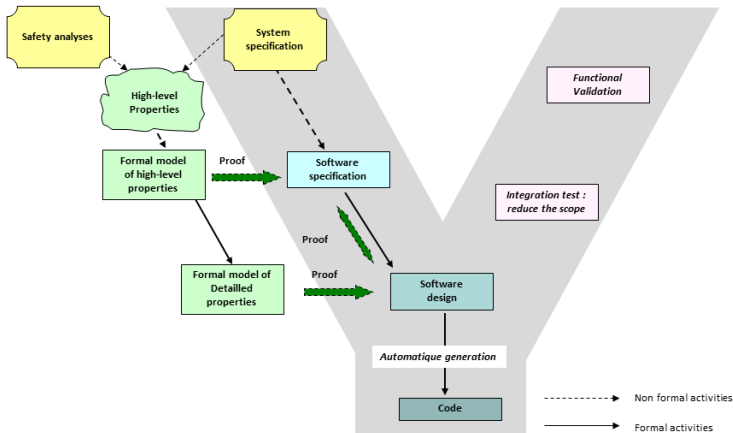 Safety analyses
System
specification
High-level
Properties
Functional
Validation
Formal model
of high-level
properties
Proof
Software
specification
Integration test :
reduce the scope
Proof
Formal model of
Detailled
properties
Proof
Software
design
Automatique generation
Code
Non formal activities
Formal activities